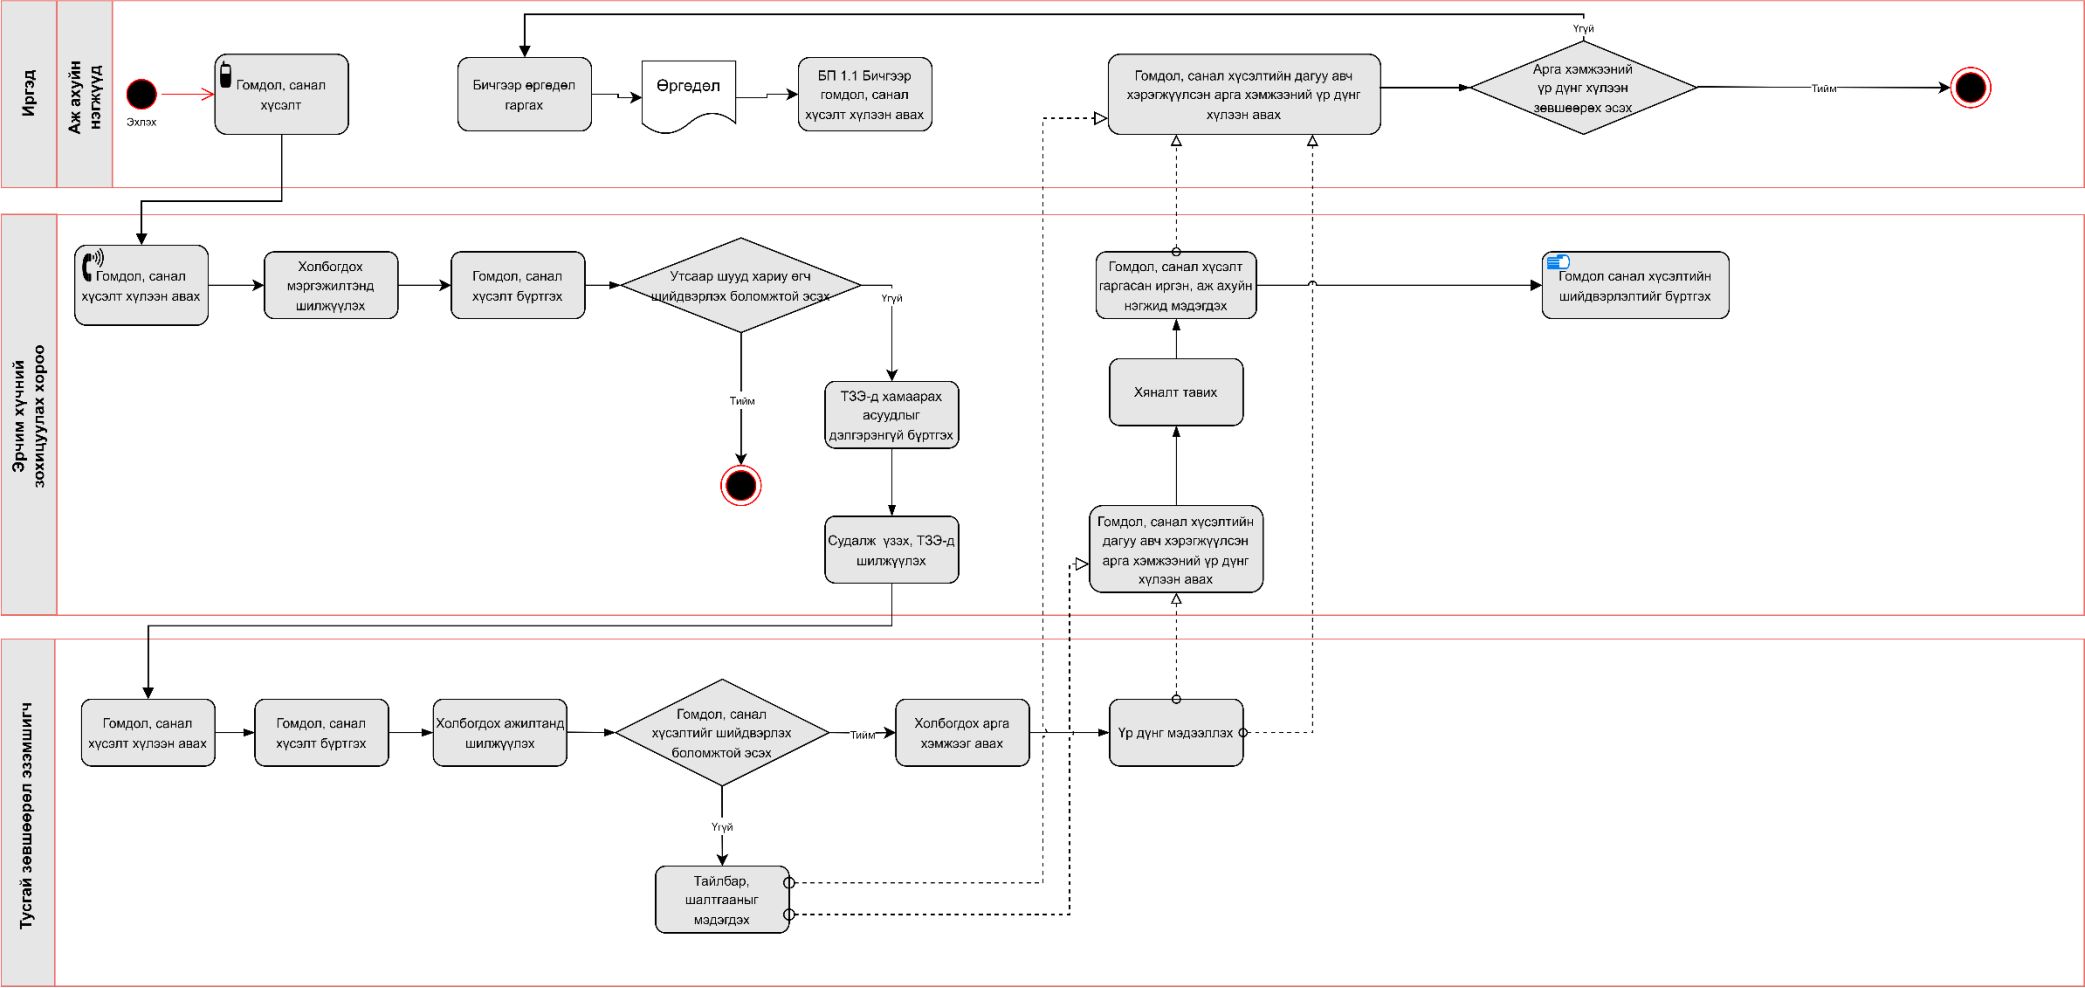 Иргэд
Аж ахуйн
нэгжүүд
Эхлэх
Гомдол, санал
хүсэлт
Бичгээр өргөдөл
гаргах
Өргөдөл
БП 1.1 Бичгээр
гомдол, санал
хүсэлт хүлээн авах
Гомдол, санал хүсэлтийн дагуу авч
хэрэгжүүлсэн арга хэмжээний үр дүнг
хүлээн авах
Үгүй
Арга хэмжээний
үр дүнг хүлээн
зөвшөөрөх эсэх
Тийм
Эрчим хүчний
зохицуулах хороо
Гомдол, санал
хүсэлт хүлээн авах
Холбогдох
мэргэжилтэнд
шилжүүлэх
Гомдол, санал
хүсэлт бүртгэх
Утсаар шууд хариу өгч
шийдвэрлэх боломжтой эсэх
Үгүй
Тийм
ТЗЭ-д хамаарах
асуудлыг
дэлгэрэнгүй бүртгэх
Судалж үзэх, ТЗЭ-д
шилжүүлэх
Гомдол, санал хүсэлт
гаргасан иргэн, аж ахуйн
нэгжид мэдэгдэх
Гомдол санал хүсэлтийн
шийдвэрлэлтийг бүртгэх
Хяналт тавих
Гомдол, санал хүсэлтийн
дагуу авч хэрэгжүүлсэн
арга хэмжээний үр дүнг
хүлээн авах
Тусгай зөвшөөрөл эзэмшигч
Гомдол, санал
хүсэлт хүлээн авах
Гомдол, санал
хүсэлт бүртгэх
Холбогдох ажилтанд
шилжүүлэх
Гомдол, санал
хүсэлтийг шийдвэрлэх
боломжтой эсэх
Тийм
Холбогдох арга
хэмжээг авах
Үр дүнг мэдээллэх
Үгүй
Тайлбар,
шалтгааныг
мэдэгдэх